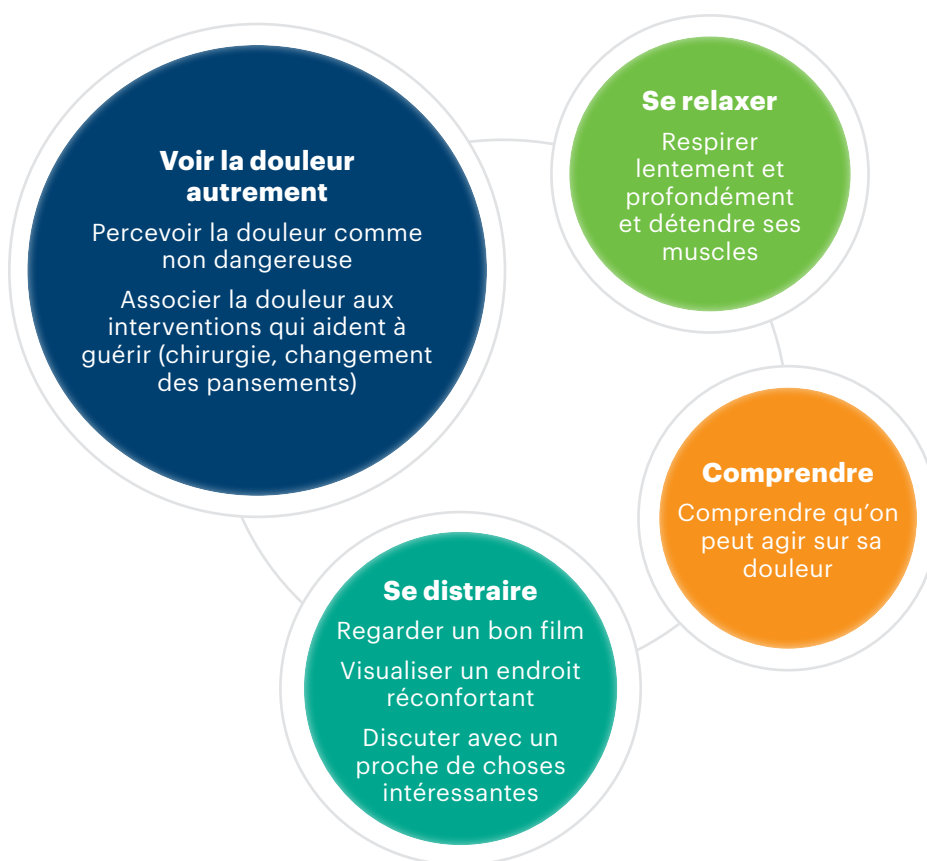 Voir la douleur
autrement
Percevoir la douleur comme
non dangereuse
Associer la douleur aux
interventions qui aident à
guérir (chirurgie, changement
des pansements)
Se relaxer
Respirer
lentement et
profondément
et détendre ses
muscles
Comprendre
Comprendre qu’on
peut agir sur sa
douleur
Se distraire
Regarder un bon film
Visualiser un endroit
réconfortant
Discuter avec un
proche de choses
intéressantes